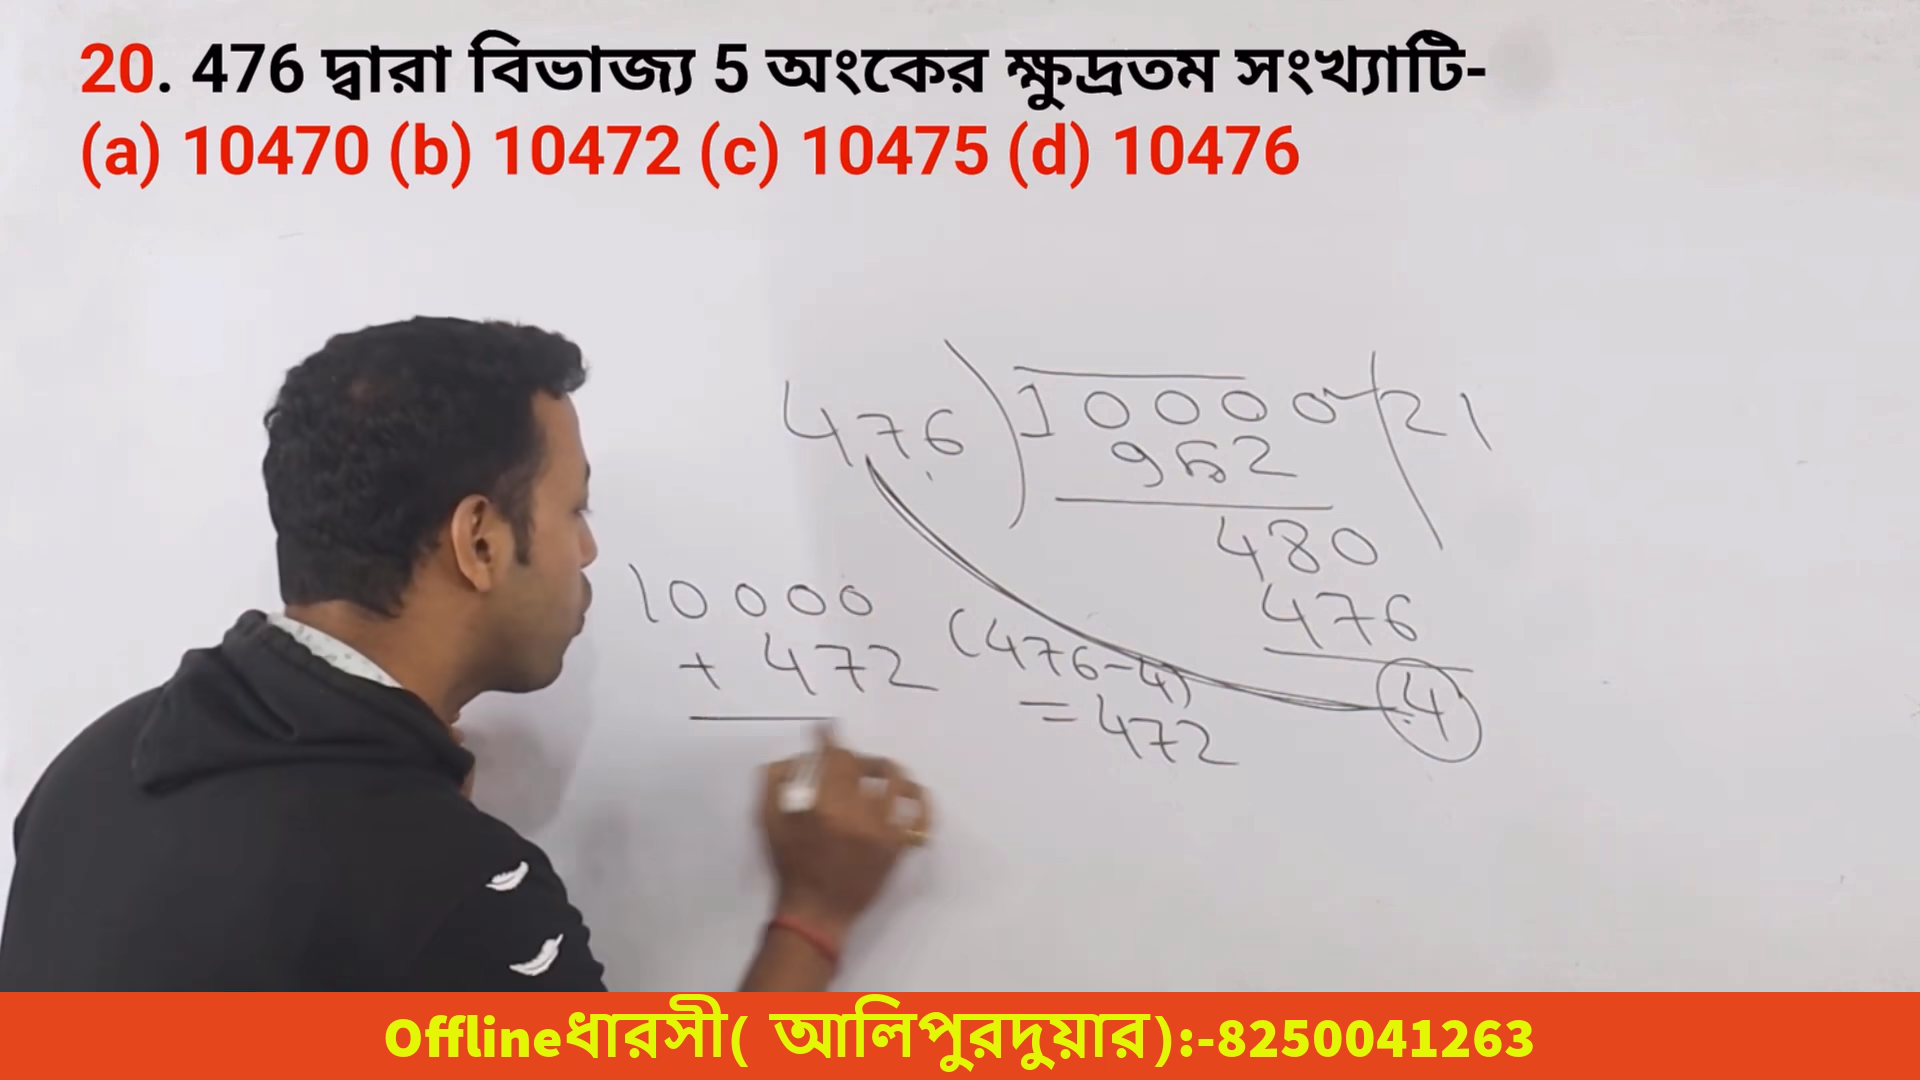 20. 476 দ্বারা বিভাজ্য 5 অংকের ক্ষুদ্রতম সংখ্যাটি-
(a) 10470 (b) 10472 (c) 10475 (d) 10476
476) 10000 / 21
952
480
476
4
10000
+ 472 (476-4)
= 472
Offlineধারসী( আলিপুরদুয়ার):-8250041263